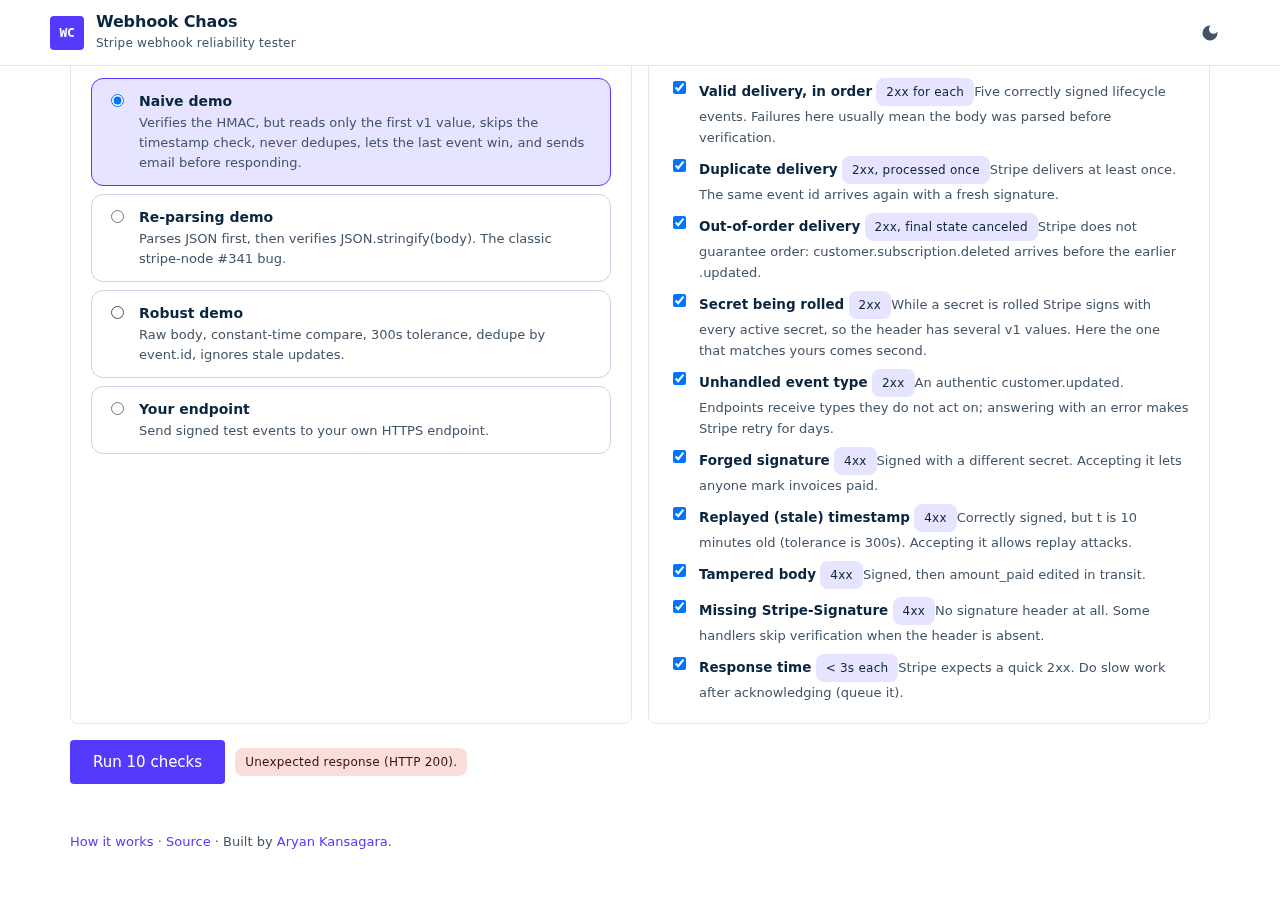 WC
Webhook Chaos
Stripe webhook reliability tester
Naive demo
Verifies the HMAC, but reads only the first v1 value, skips the
timestamp check, never dedupes, lets the last event win, and sends
email before responding.
Re-parsing demo
Parses JSON first, then verifies JSON.stringify(body). The classic
stripe-node #341 bug.
Robust demo
Raw body, constant-time compare, 300s tolerance, dedupe by
event.id, ignores stale updates.
Your endpoint
Send signed test events to your own HTTPS endpoint.
Valid delivery, in order 2xx for each Five correctly signed lifecycle
events. Failures here usually mean the body was parsed before
verification.
Duplicate delivery 2xx, processed once Stripe delivers at least once.
The same event id arrives again with a fresh signature.
Out-of-order delivery 2xx, final state canceled Stripe does not
guarantee order: customer.subscription.deleted arrives before the earlier
.updated.
Secret being rolled 2xx While a secret is rolled Stripe signs with
every active secret, so the header has several v1 values. Here the one
that matches yours comes second.
Unhandled event type 2xx An authentic customer.updated.
Endpoints receive types they do not act on; answering with an error makes
Stripe retry for days.
Forged signature 4xx Signed with a different secret. Accepting it lets
anyone mark invoices paid.
Replayed (stale) timestamp 4xx Correctly signed, but t is 10
minutes old (tolerance is 300s). Accepting it allows replay attacks.
Tampered body 4xx Signed, then amount_paid edited in transit.
Missing Stripe-Signature 4xx No signature header at all. Some
handlers skip verification when the header is absent.
Response time < 3s each Stripe expects a quick 2xx. Do slow work
after acknowledging (queue it).
Run 10 checks
Unexpected response (HTTP 200).
How it works · Source · Built by Aryan Kansagara.